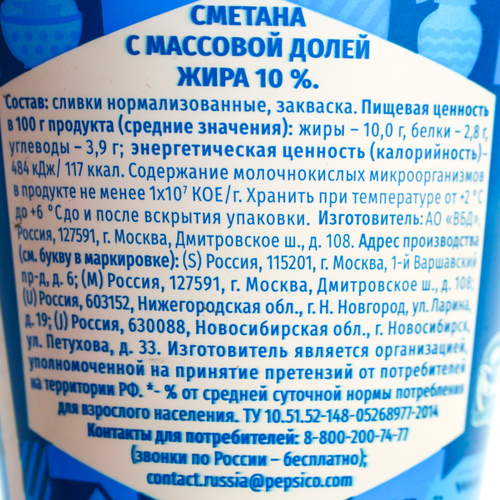 СМЕТАНА
С МАССОВОЙ ДОЛЕЙ
ЖИРА 10 %.
Состав: сливки нормализованные, закваска. Пищевая ценность
в 100 г продукта (средние значения): жиры – 10,0 г, белки – 2,8 г,
углеводы – 3,9 г; энергетическая ценность (калорийность)–
484 кДж/ 117 ккал. Содержание молочнокислых микроорганизмов
в продукте не менее 1х10⁷ КОЕ/г. Хранить при температуре от +2 °С
до +6 °С до и после вскрытия упаковки. Изготовитель: АО «ВБД»,
Россия, 127591, г. Москва, Дмитровское ш., д. 108. Адрес производства
(см. букву в маркировке): (S) Россия, 115201, г. Москва, 1-й Варшавский
пр-д, д. 6; (M) Россия, 127591, г. Москва, Дмитровское ш., д. 108;
(U) Россия, 603152, Нижегородская обл., г. Н. Новгород, ул. Ларина,
д. 19; (J) Россия, 630088, Новосибирская обл., г. Новосибирск,
ул. Петухова, д. 33. Изготовитель является организацией,
уполномоченной на принятие претензий от потребителей
на территории РФ. *- % от средней суточной нормы потребления
для взрослого населения. ТУ 10.51.52-148-05268977-2014
Контакты для потребителей: 8-800-200-74-77
(звонки по России – бесплатно);
contact.russia@pepsico.com